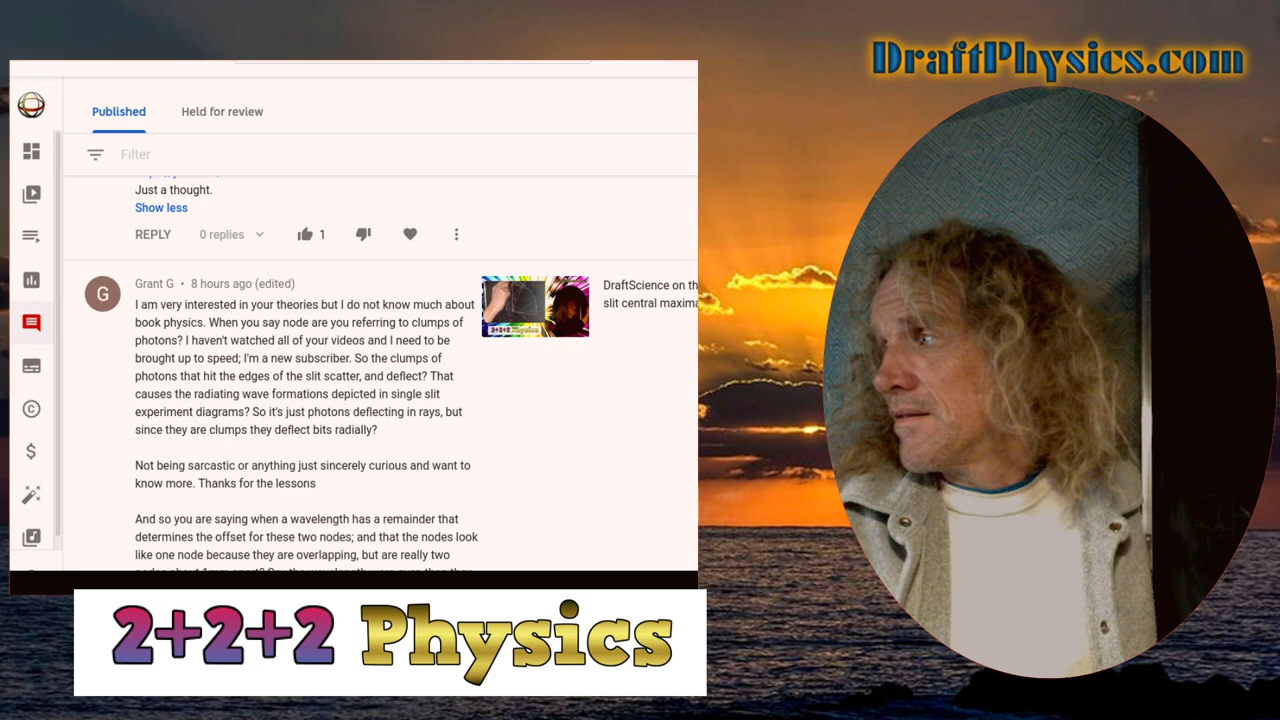 DraftPhysics.com
Published
Held for review
Filter
Just a thought.
Show less
REPLY
0 replies
1
G
Grant G • 8 hours ago (edited)
I am very interested in your theories but I do not know much about
book physics. When you say node are you referring to clumps of
photons? I haven't watched all of your videos and I need to be
brought up to speed; I'm a new subscriber. So the clumps of
photons that hit the edges of the slit scatter, and deflect? That
causes the radiating wave formations depicted in single slit
experiment diagrams? So it's just photons deflecting in rays, but
since they are clumps they deflect bits radially?
Not being sarcastic or anything just sincerely curious and want to
know more. Thanks for the lessons
And so you are saying when a wavelength has a remainder that
determines the offset for these two nodes; and that the nodes look
like one node because they are overlapping, but are really two
DraftScience on th
slit central maxima
2+2+2 Physics
2+2+2 Physics